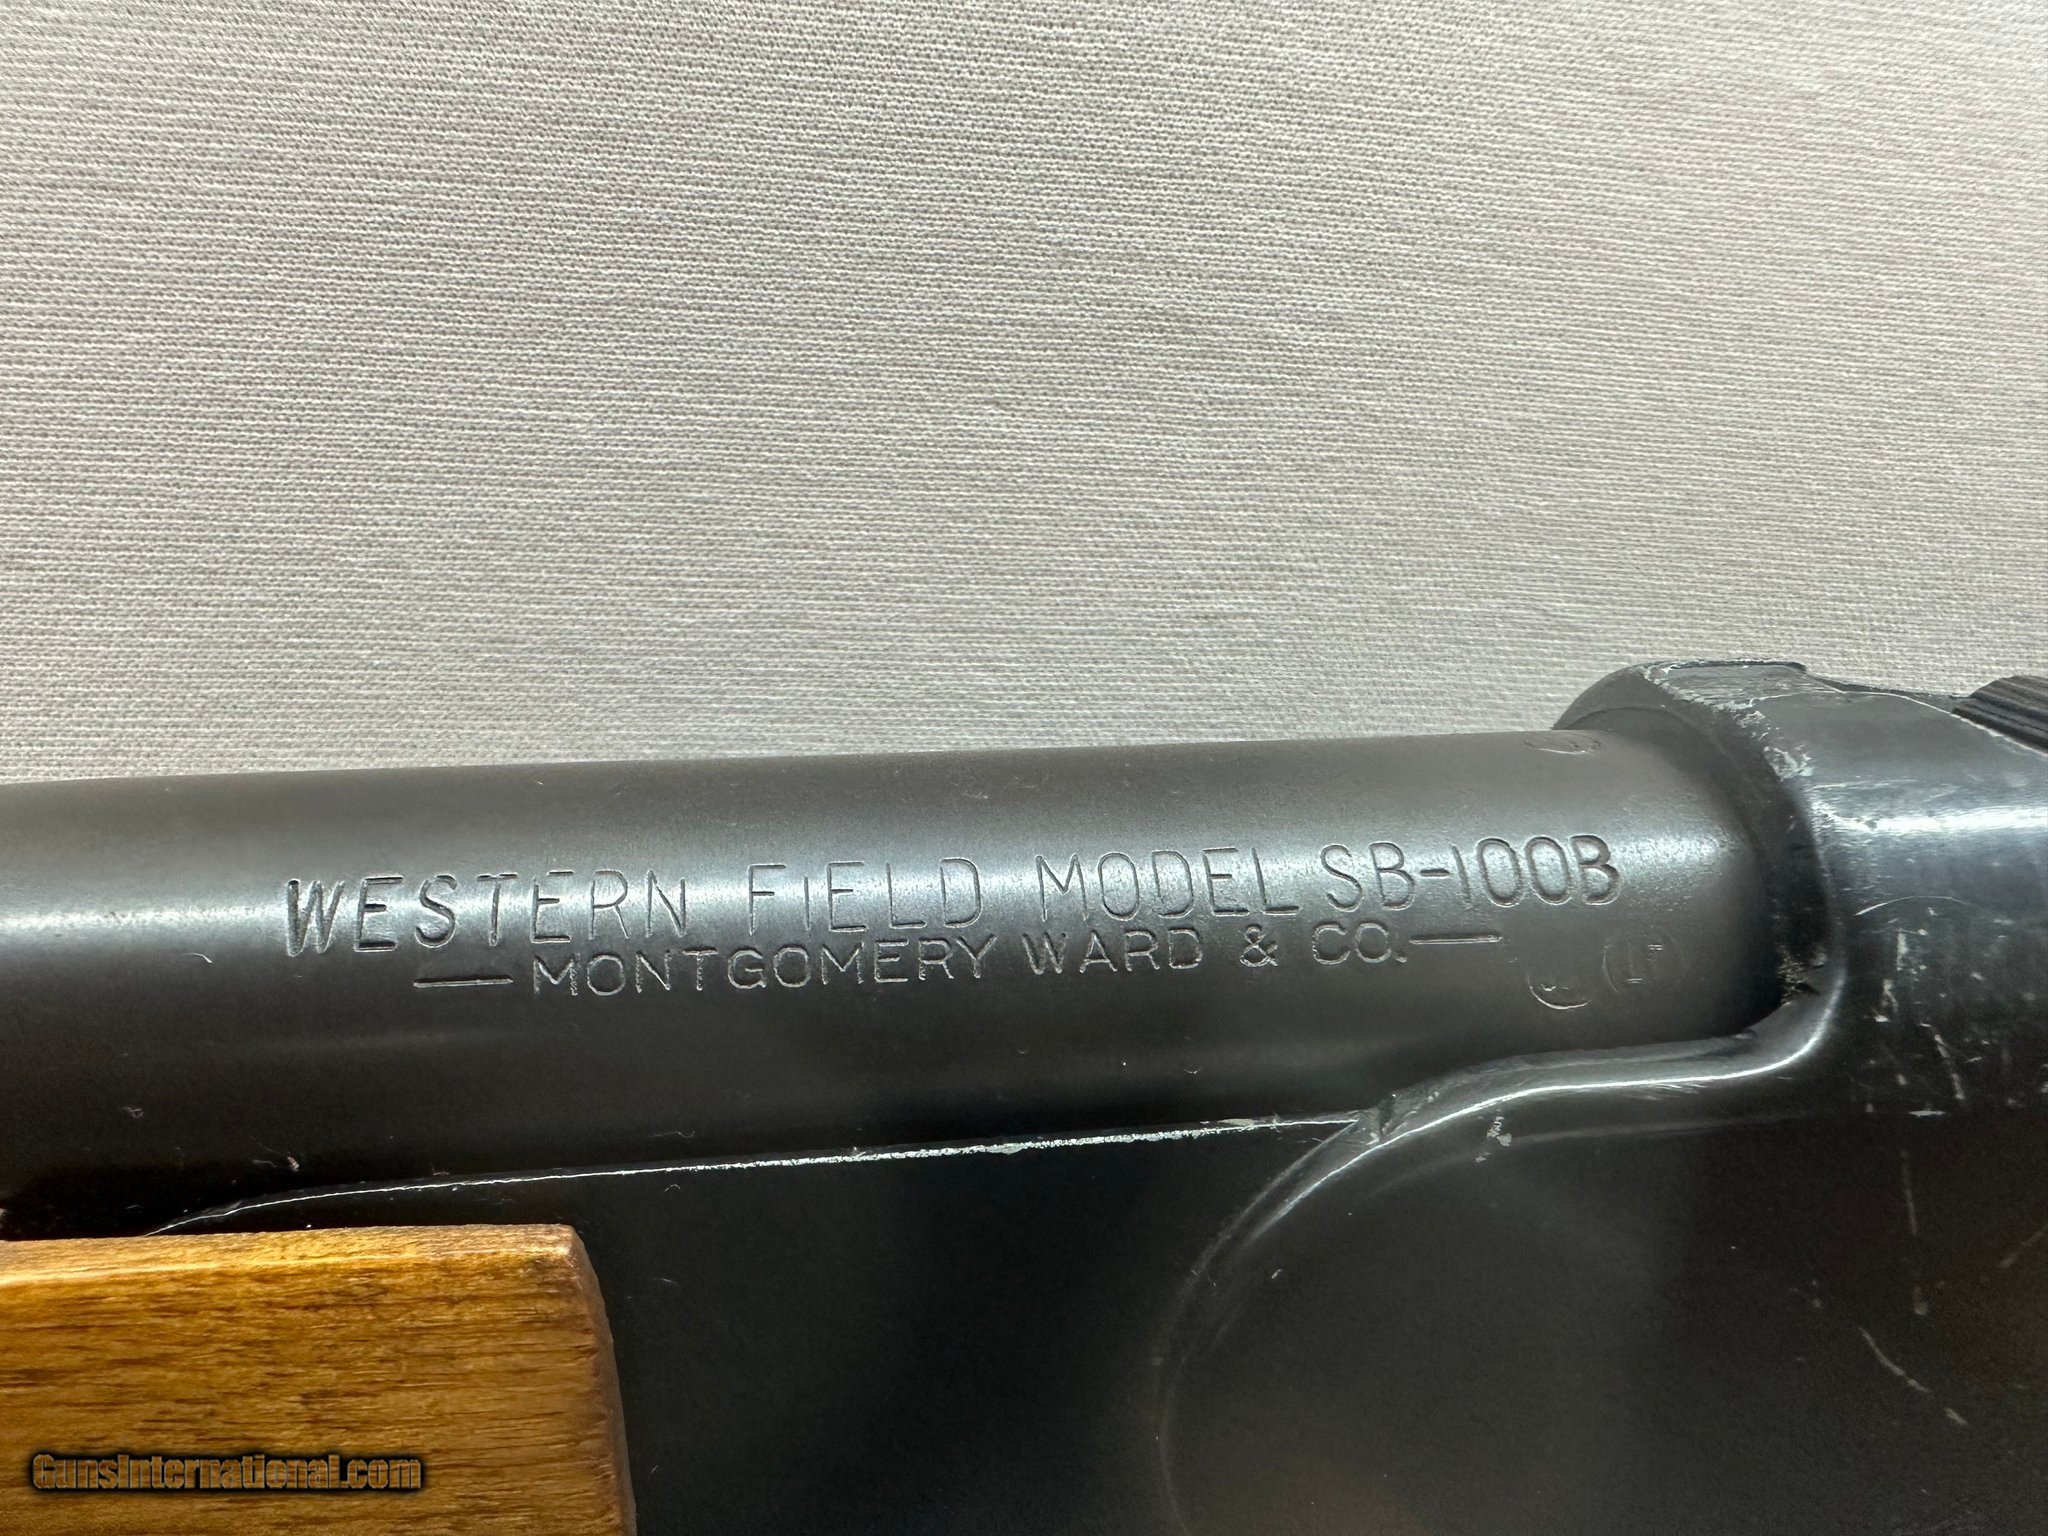 WESTERN FIELD MODEL SB-100B
—MONTGOMERY WARD & CO.—
GunsInternational.com